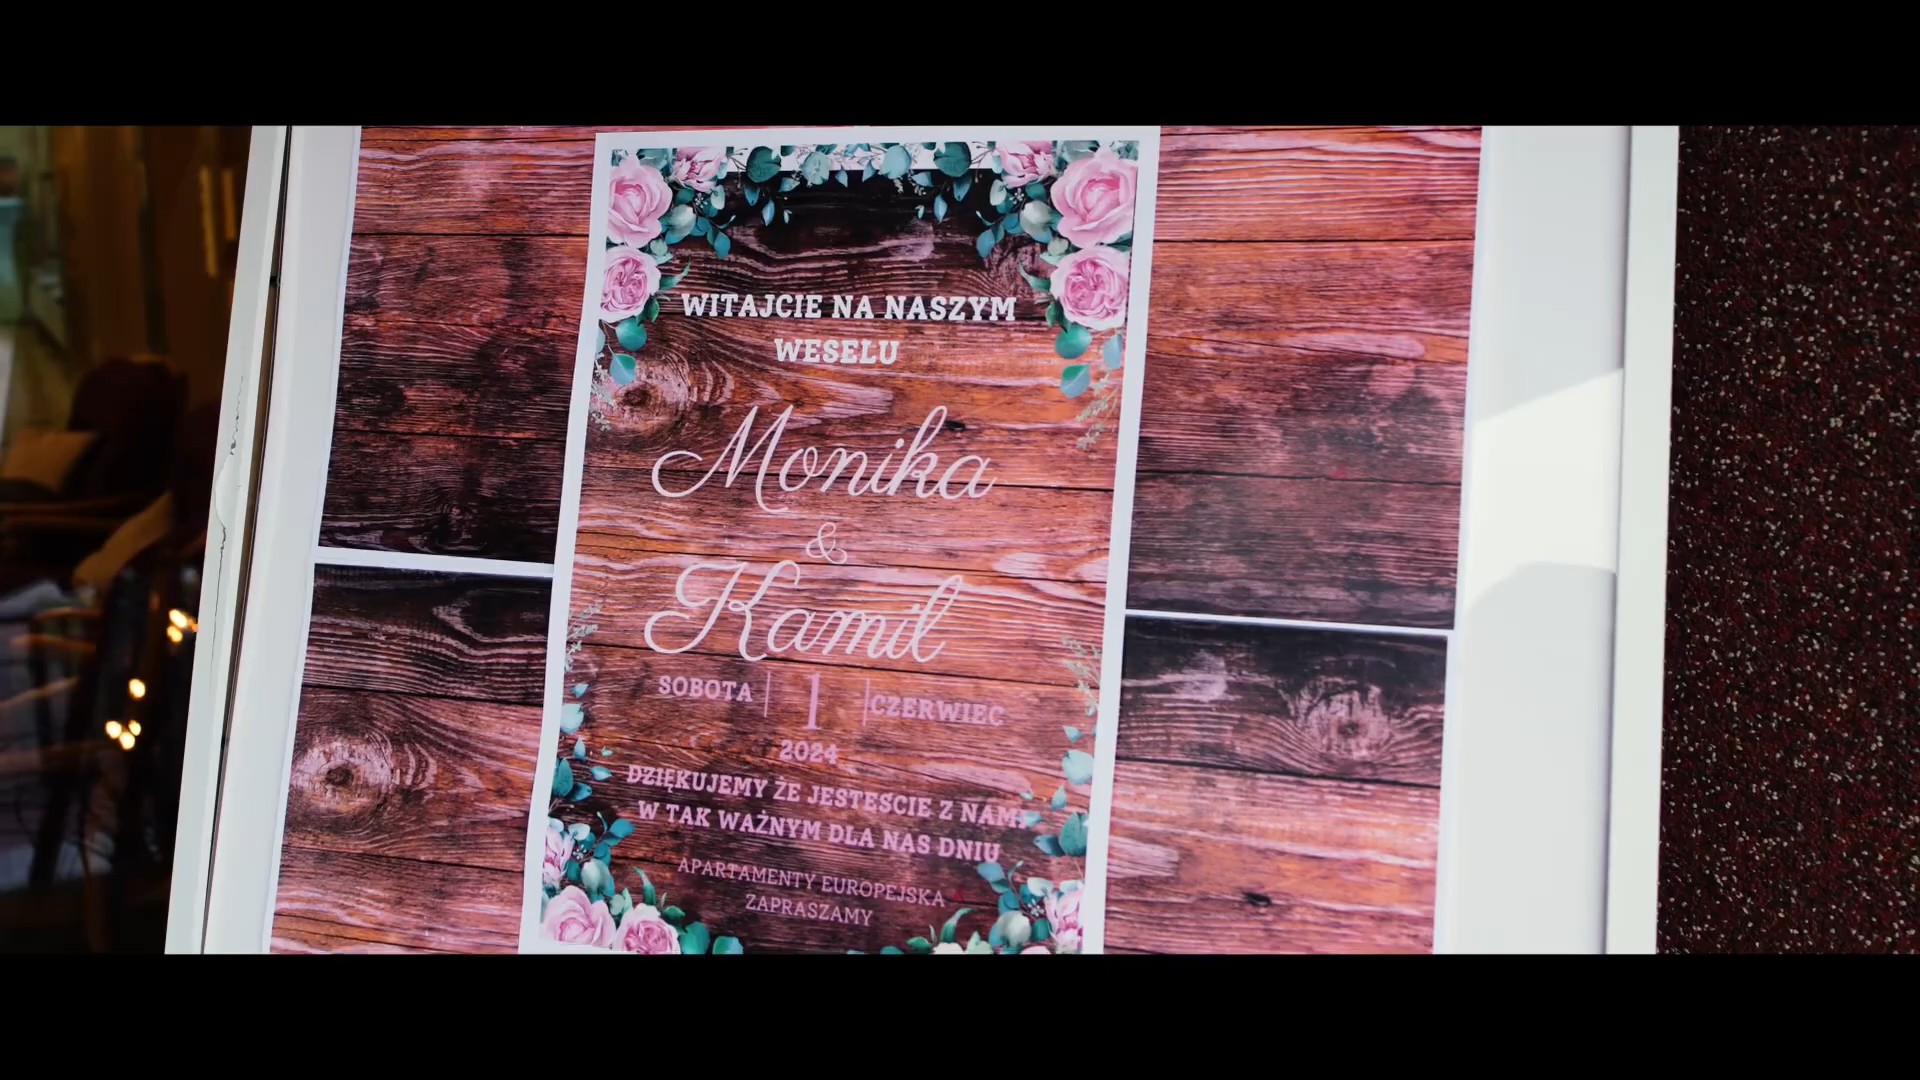 WITAJCIE NA NASZYM
WESELU
Monika
&
Kamil
SOBOTA 1 CZERWIEC
2024
DZIĘKUJEMY ŻE JESTEŚCIE Z NAMI
W TAK WAŻNYM DLA NAS DNIU
APARTAMENTY EUROPEJSKA
ZAPRASZAMY